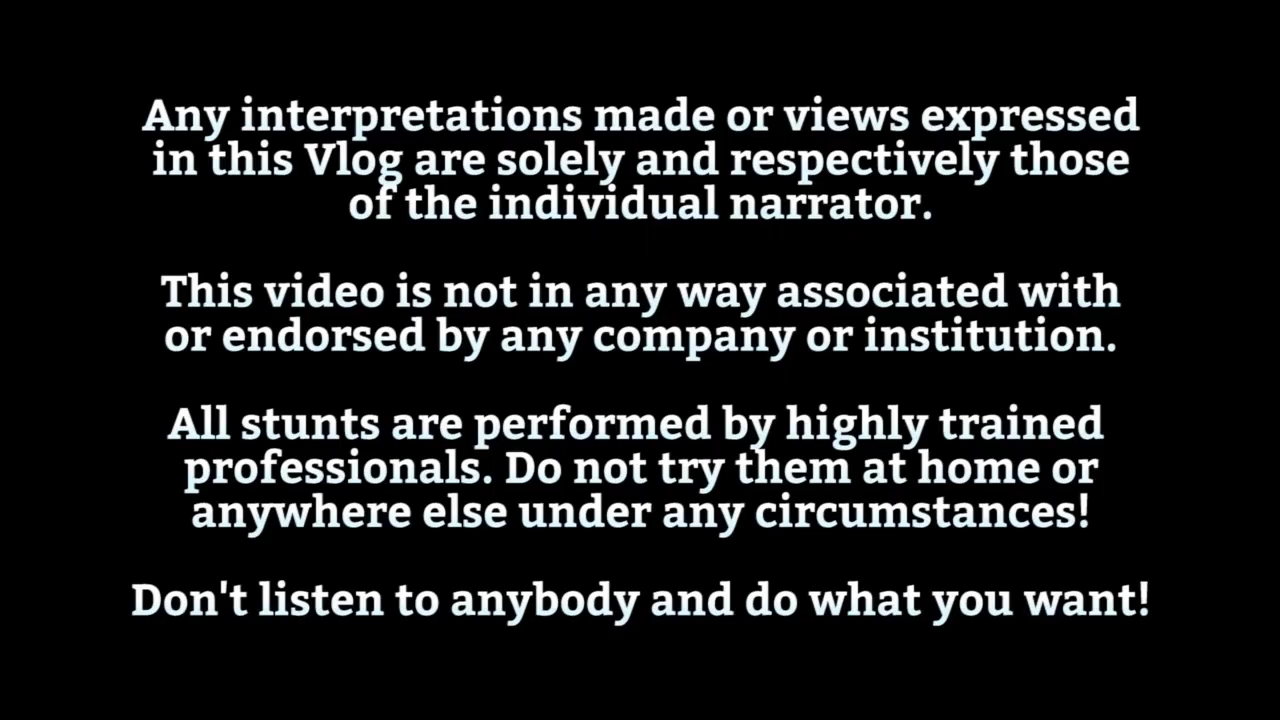 Any interpretations made or views expressed
in this Vlog are solely and respectively those
of the individual narrator.
This video is not in any way associated with
or endorsed by any company or institution.
All stunts are performed by highly trained
professionals. Do not try them at home or
anywhere else under any circumstances!
Don't listen to anybody and do what you want!